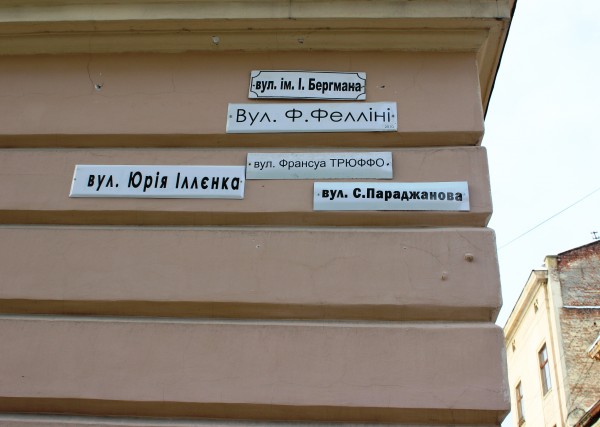 вул. ім. І. Бергмана
Вул. Ф.Фелліні
вул. Франсуа ТРЮФФО
вул. Юрія Іллєнка
вул. С.Параджанова